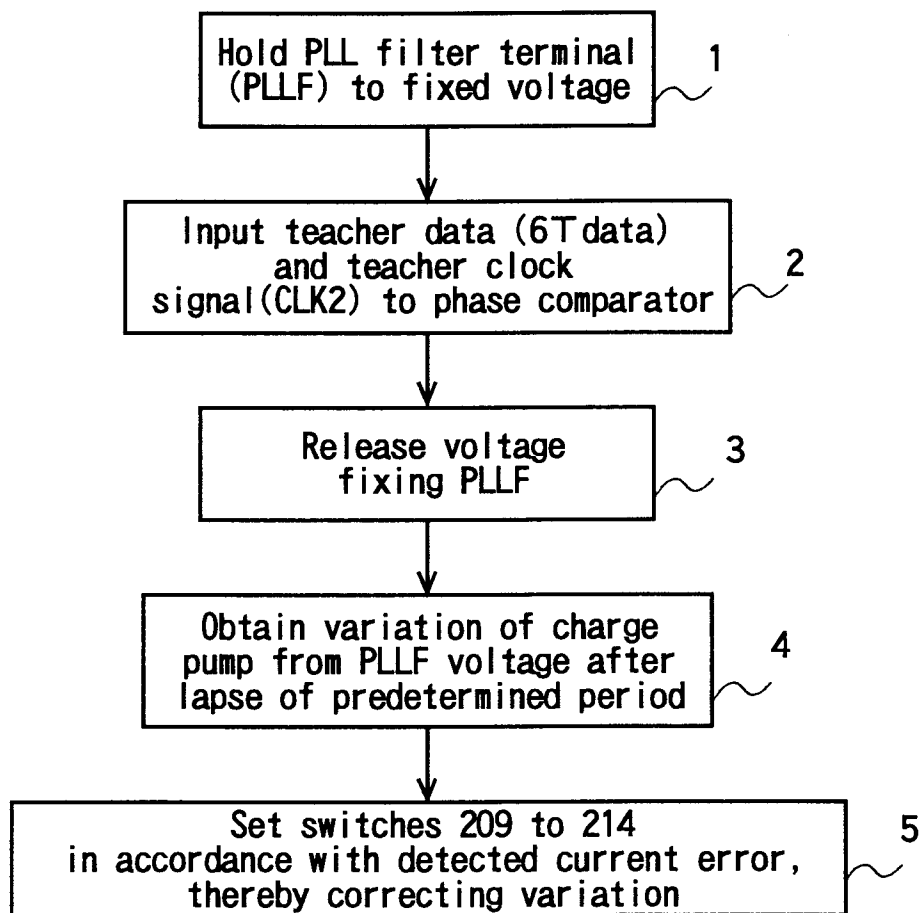 Hold PLL filter terminal
(PLLF) to fixed voltage
1
Input teacher data (6T data)
and teacher clock
signal(CLK2) to phase comparator
2
Release voltage
fixing PLLF
3
Obtain variation of charge
pump from PLLF voltage after
lapse of predetermined period
4
Set switches 209 to 214
in accordance with detected current error,
thereby correcting variation
5